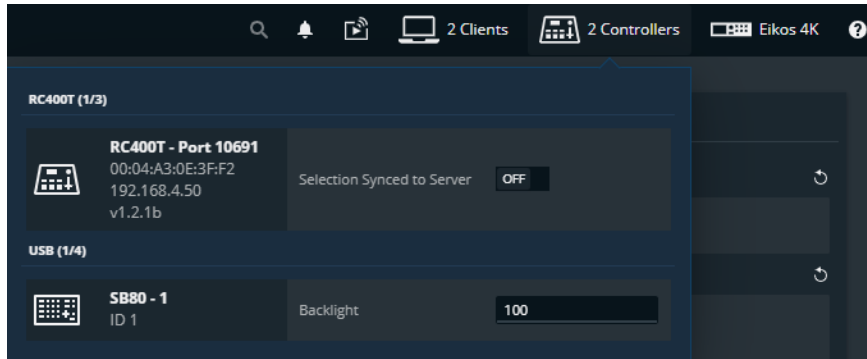 2 Clients
2 Controllers
Eikos 4K
RC400T (1/3)
RC400T - Port 10691
00:04:A3:0E:3F:F2
192.168.4.50
v1.2.1b
Selection Synced to Server
OFF
USB (1/4)
SB80 - 1
ID 1
Backlight
100